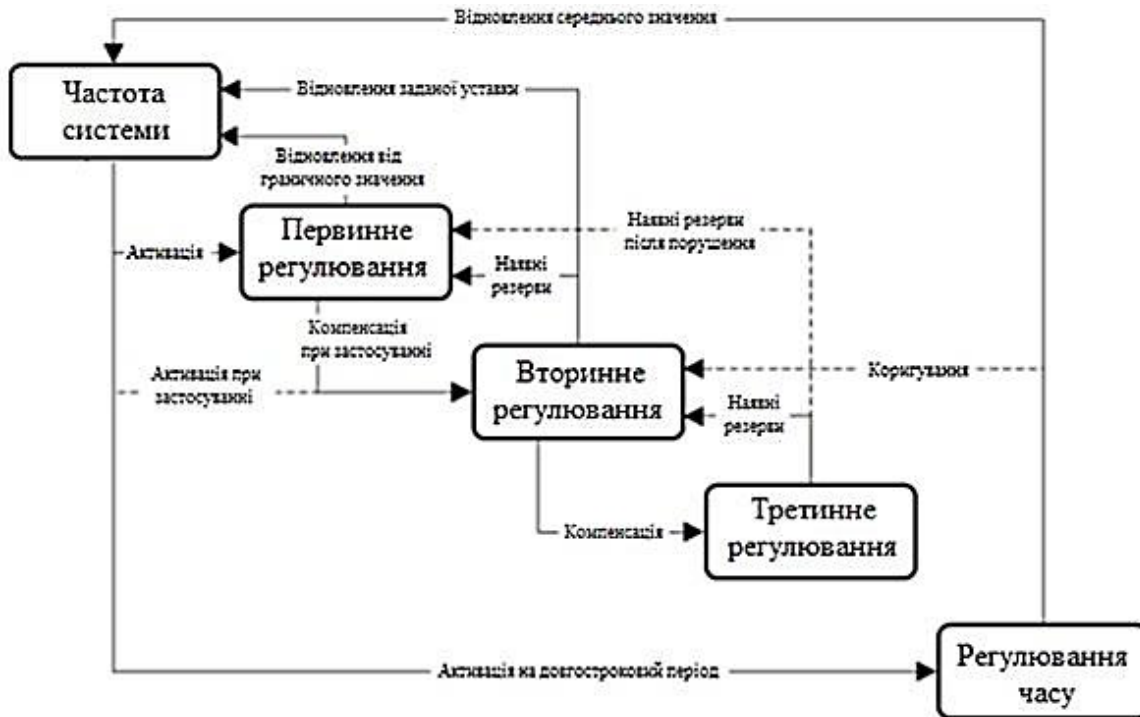 Відновлення середнього значення
Частота
системи
Відновлення заданої уставки
Відновлення від
граничного значення
Первинне
регулювання
Наявні резерви
після порушення
Активація
Наявні
резерви
Компенсація
при застосуванні
Вторинне
регулювання
Коригування
Активація при
застосуванні
Наявні
резерви
Третинне
регулювання
Компенсація
Регулювання
часу
Активація на довгостроковий період